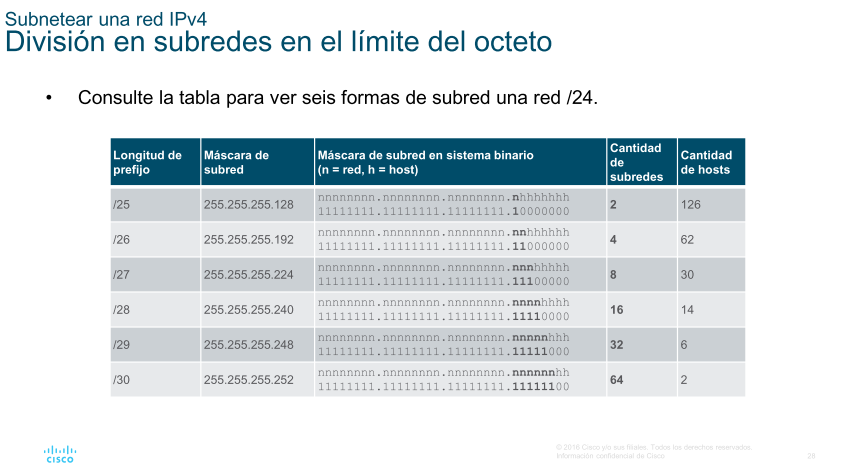 Subnetear una red IPv4
División en subredes en el límite del octeto
• Consulte la tabla para ver seis formas de subred una red /24.
Longitud de prefijo
Máscara de subred
Máscara de subred en sistema binario
(n = red, h = host)
Cantidad de subredes
Cantidad de hosts
/25 255.255.255.128 nnnnnnnn.nnnnnnnn.nnnnnnnn.nhhhhhhh
11111111.11111111.11111111.10000000 2 126
/26 255.255.255.192 nnnnnnnn.nnnnnnnn.nnnnnnnn.nnhhhhhh
11111111.11111111.11111111.11000000 4 62
/27 255.255.255.224 nnnnnnnn.nnnnnnnn.nnnnnnnn.nnnhhhhh
11111111.11111111.11111111.11100000 8 30
/28 255.255.255.240 nnnnnnnn.nnnnnnnn.nnnnnnnn.nnnnhhhh
11111111.11111111.11111111.11110000 16 14
/29 255.255.255.248 nnnnnnnn.nnnnnnnn.nnnnnnnn.nnnnnhhh
11111111.11111111.11111111.11111000 32 6
/30 255.255.255.252 nnnnnnnn.nnnnnnnn.nnnnnnnn.nnnnnnhh
11111111.11111111.11111111.11111100 64 2
CISCO
© 2016 Cisco y/o sus filiales. Todos los derechos reservados.
Información confidencial de Cisco